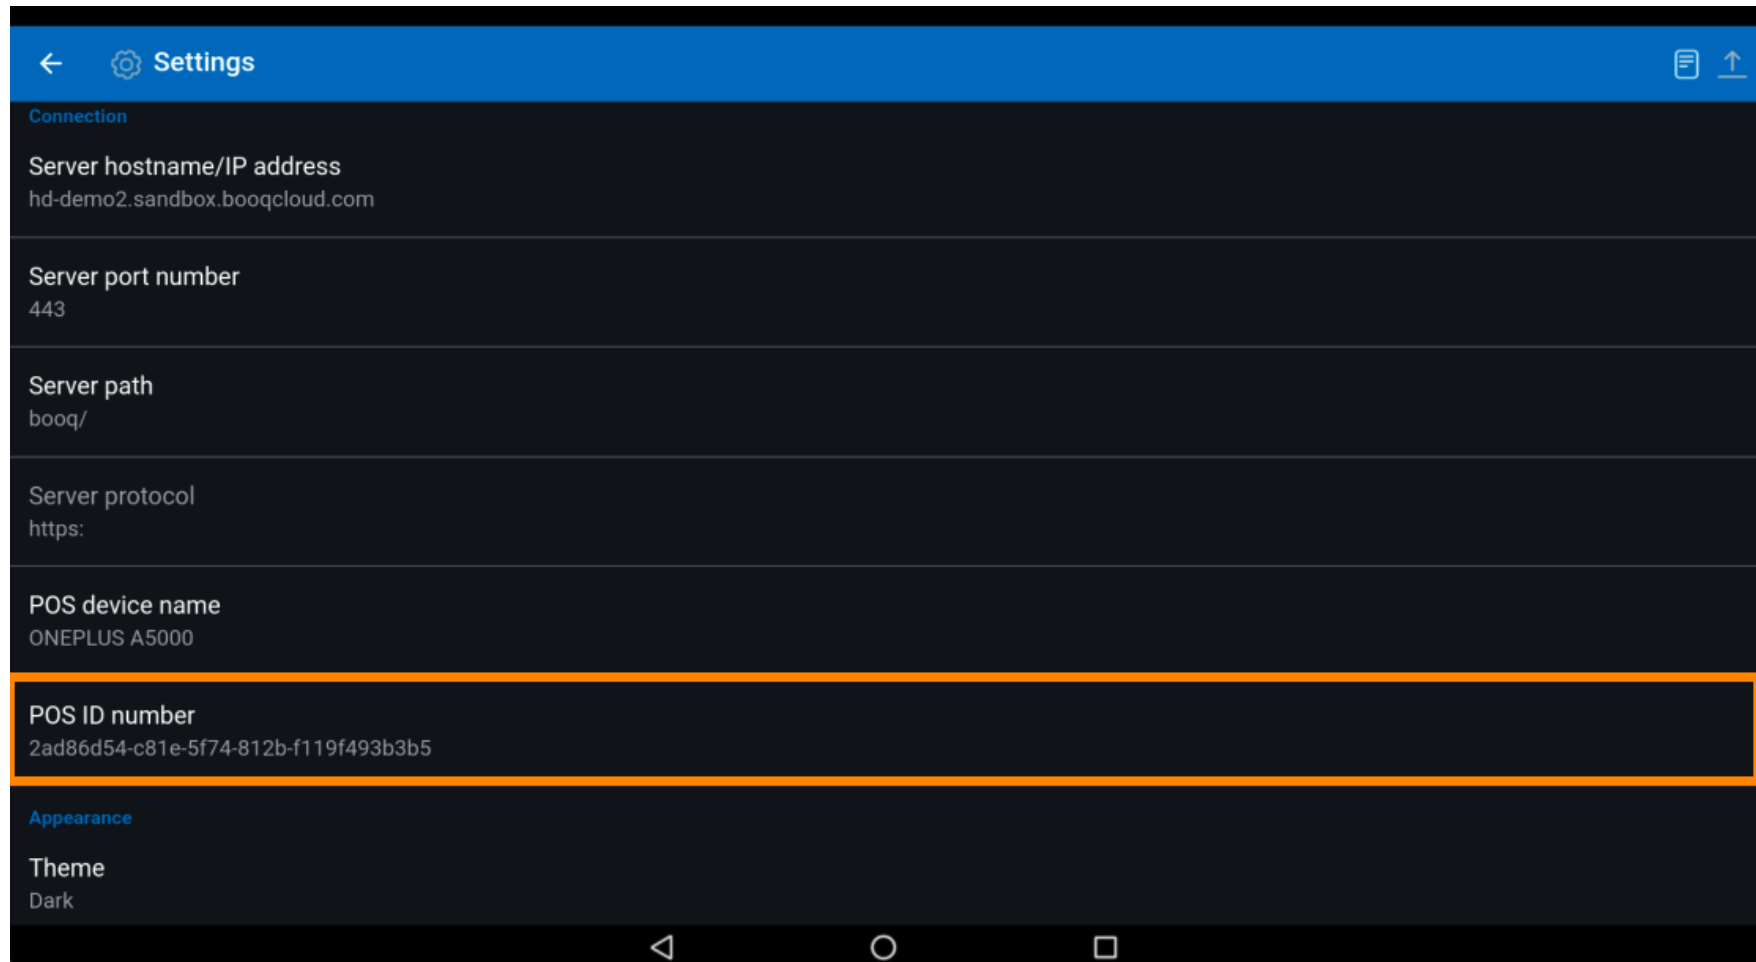 Settings
Connection
Server hostname/IP address
hd-demo2.sandbox.booqcloud.com
Server port number
443
Server path
booq/
Server protocol
https:
POS device name
ONEPLUS A5000
POS ID number
2ad86d54-c81e-5f74-812b-f119f493b3b5
Appearance
Theme
Dark